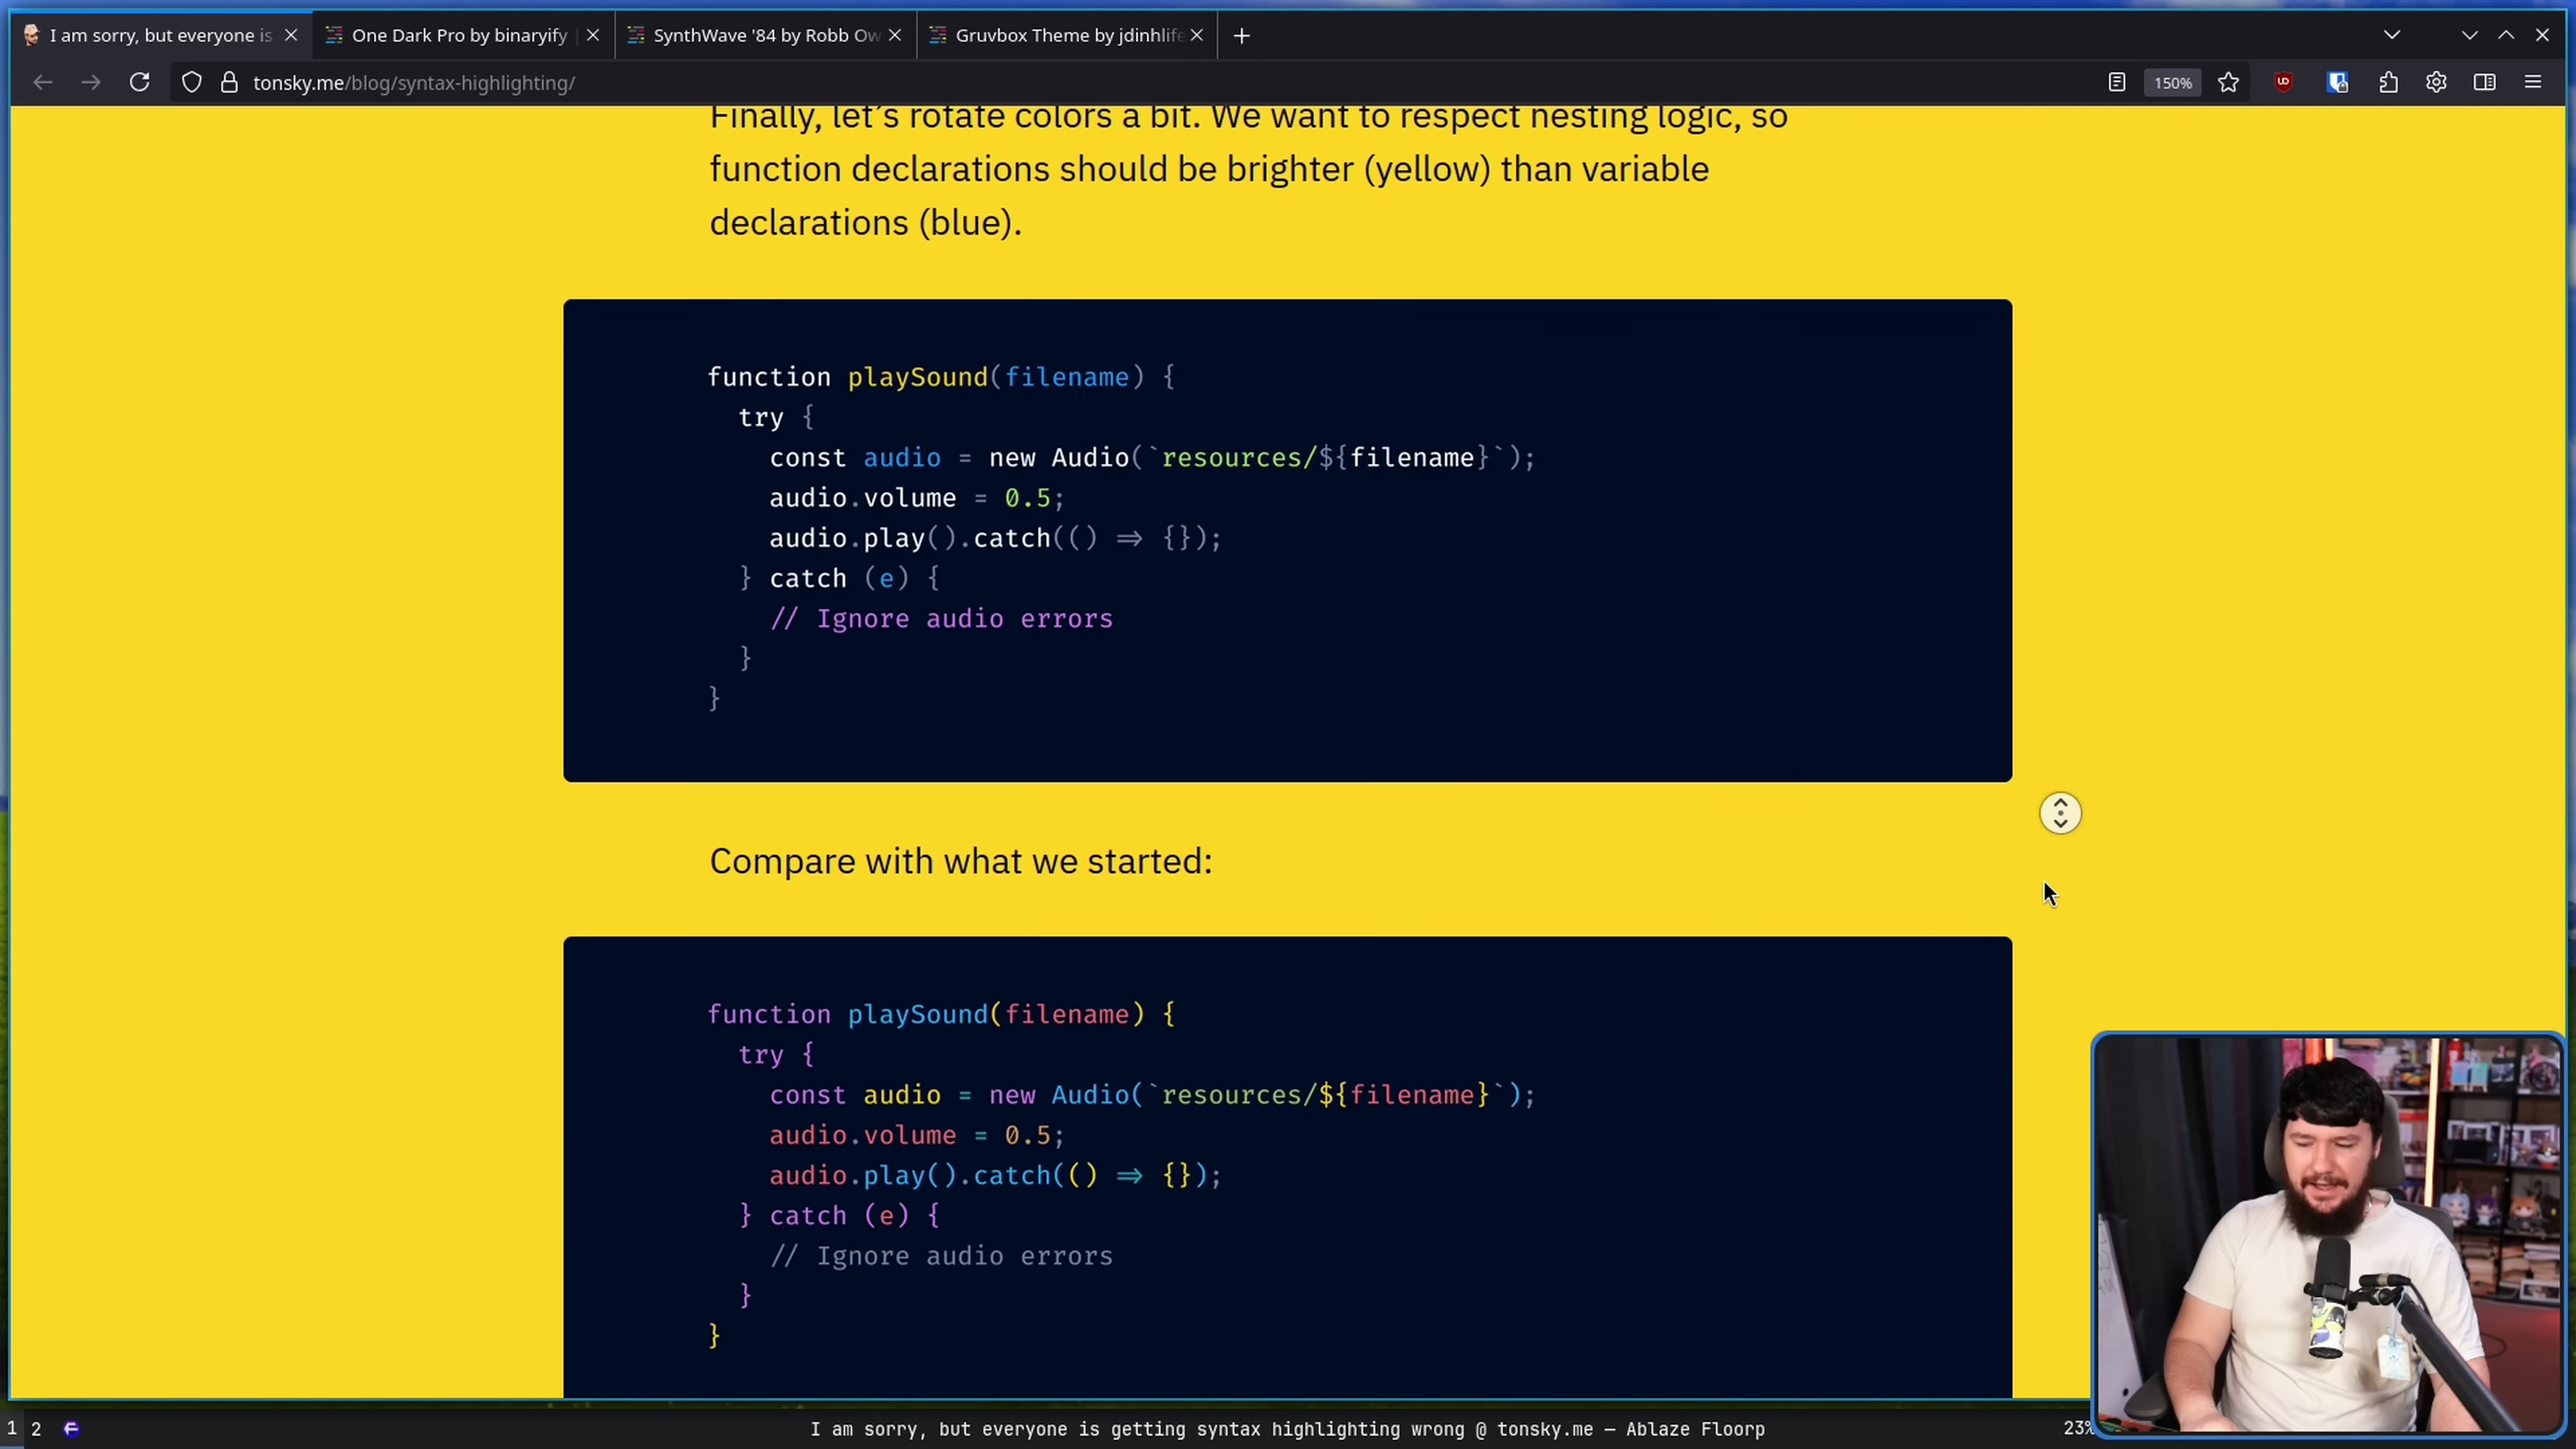 I am sorry, but everyone is
One Dark Pro by binaryify |
SynthWave '84 by Robb Ow
Gruvbox Theme by jdinhlife
tonsky.me/blog/syntax-highlighting/
150%
Finally, let's rotate colors a bit. We want to respect nesting logic, so
function declarations should be brighter (yellow) than variable
declarations (blue).
function playSound(filename) {
  try {
    const audio = new Audio(`resources/${filename}`);
    audio.volume = 0.5;
    audio.play().catch(() => {});
  } catch (e) {
    // Ignore audio errors
  }
}
Compare with what we started:
function playSound(filename) {
  try {
    const audio = new Audio(`resources/${filename}`);
    audio.volume = 0.5;
    audio.play().catch(() => {});
  } catch (e) {
    // Ignore audio errors
  }
}
1 2
I am sorry, but everyone is getting syntax highlighting wrong @ tonsky.me — Ablaze Floorp
23%